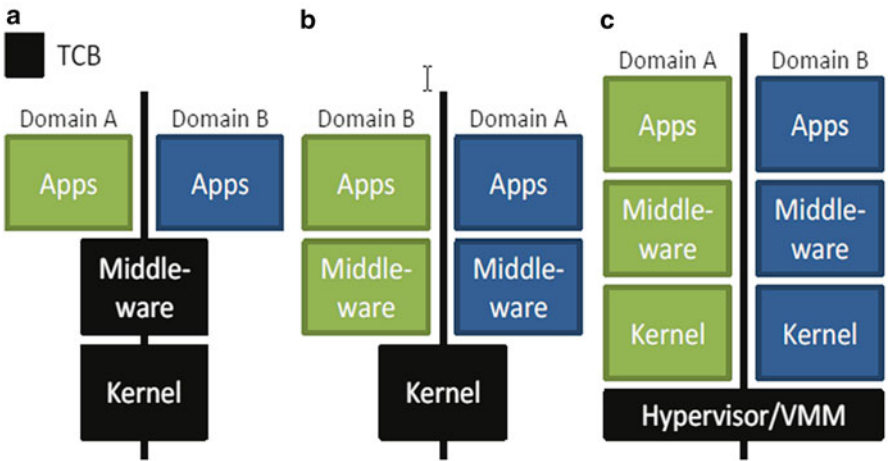 a
TCB
Domain A
Domain B
Apps
Apps
Middle-
ware
Kernel
b
Domain B
Domain A
Apps
Apps
Middle-
ware
Middle-
ware
Kernel
c
Domain A
Domain B
Apps
Apps
Middle-
ware
Middle-
ware
Kernel
Kernel
Hypervisor/VMM